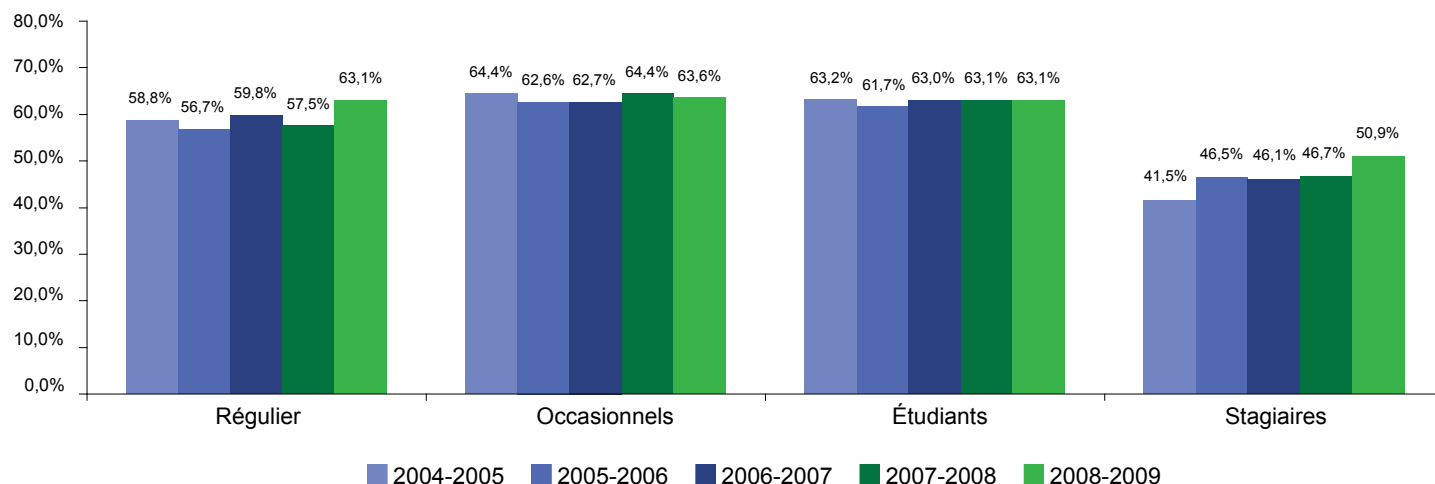 80,0%
70,0%
60,0%
50,0%
40,0%
30,0%
20,0%
10,0%
0,0%
58,8% 56,7% 59,8% 57,5% 63,1%
64,4% 62,6% 62,7% 64,4% 63,6%
63,2% 61,7% 63,0% 63,1% 63,1%
41,5% 46,5% 46,1% 46,7% 50,9%
Régulier Occasionnels Étudiants Stagiaires
2004-2005 2005-2006 2006-2007 2007-2008 2008-2009